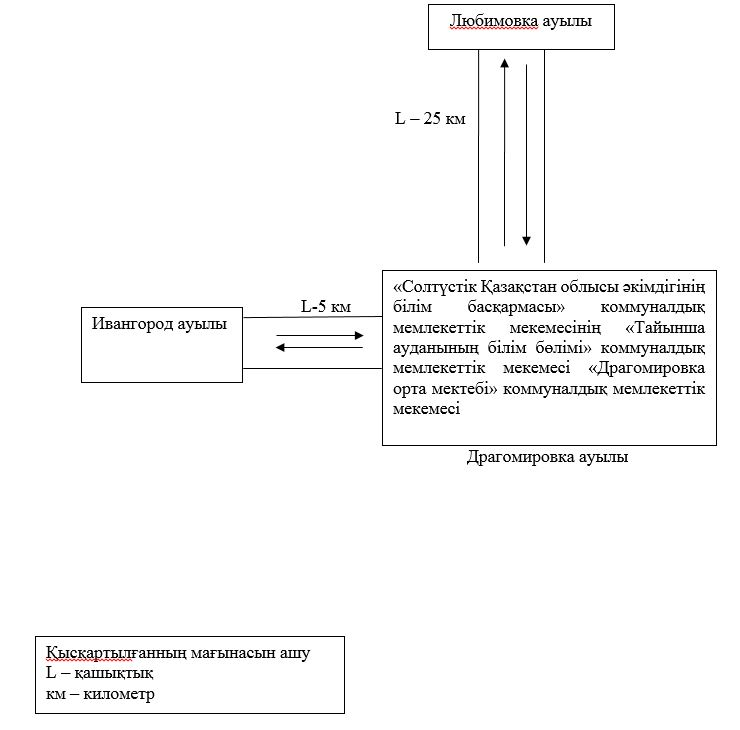 Любимовка ауылы
L – 25 км
«Солтүстік Қазақстан облысы әкімдігінің
білім басқармасы» коммуналдық
мемлекеттік мекемесінің «Тайынша
ауданының білім бөлімі» коммуналдық
мемлекеттік мекемесі «Драгомировка
орта мектебі» коммуналдық мемлекеттік
мекемесі
L-5 км
Ивангород ауылы
Драгомировка ауылы
Қысқартылғанның мағынасын ашу
L – қашықтық
км – километр